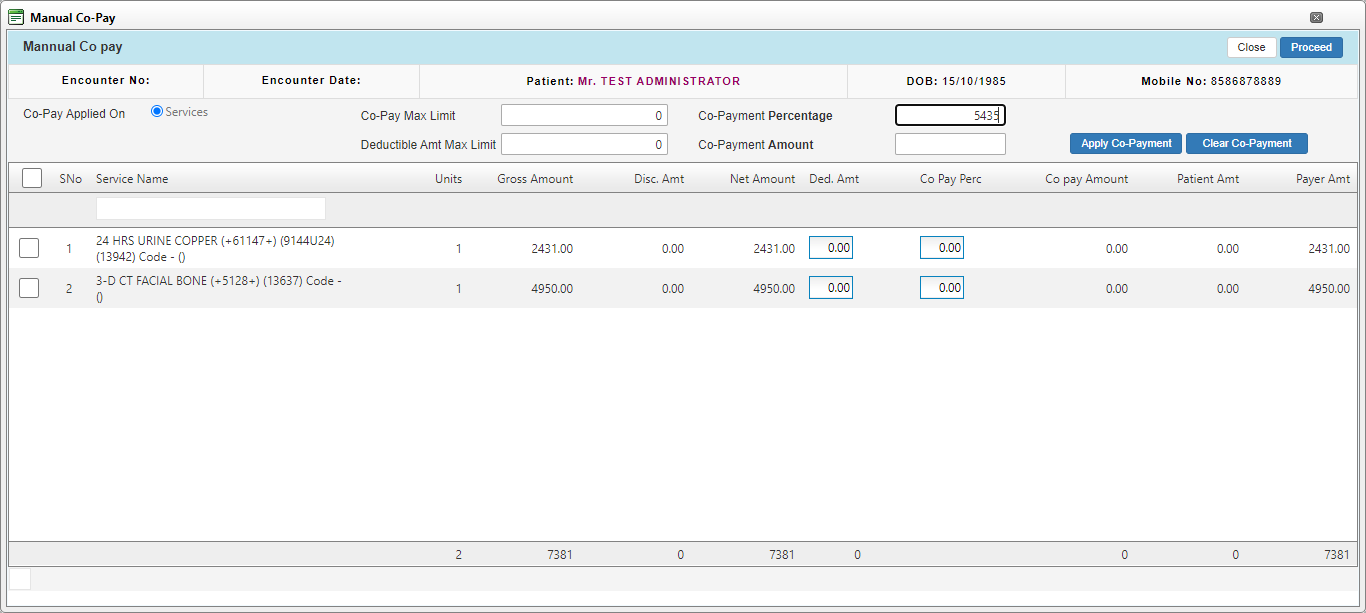 Manual Co-Pay
Mannual Co pay Close Proceed
Encounter No: Encounter Date: Patient: Mr. TEST ADMINISTRATOR DOB: 15/10/1985 Mobile No: 8586878889
Co-Pay Applied On Services Co-Pay Max Limit 0 Co-Payment Percentage 5435
Deductible Amt Max Limit 0 Co-Payment Amount Apply Co-Payment Clear Co-Payment
SNo Service Name Units Gross Amount Disc. Amt Net Amount Ded. Amt Co Pay Perc Co pay Amount Patient Amt Payer Amt
1 24 HRS URINE COPPER (+61147+) (9144U24)
(13942) Code - () 1 2431.00 0.00 2431.00 0.00 0.00 0.00 0.00 2431.00
2 3-D CT FACIAL BONE (+5128+) (13637) Code -
() 1 4950.00 0.00 4950.00 0.00 0.00 0.00 0.00 4950.00
2 7381 0 7381 0 0 0 7381